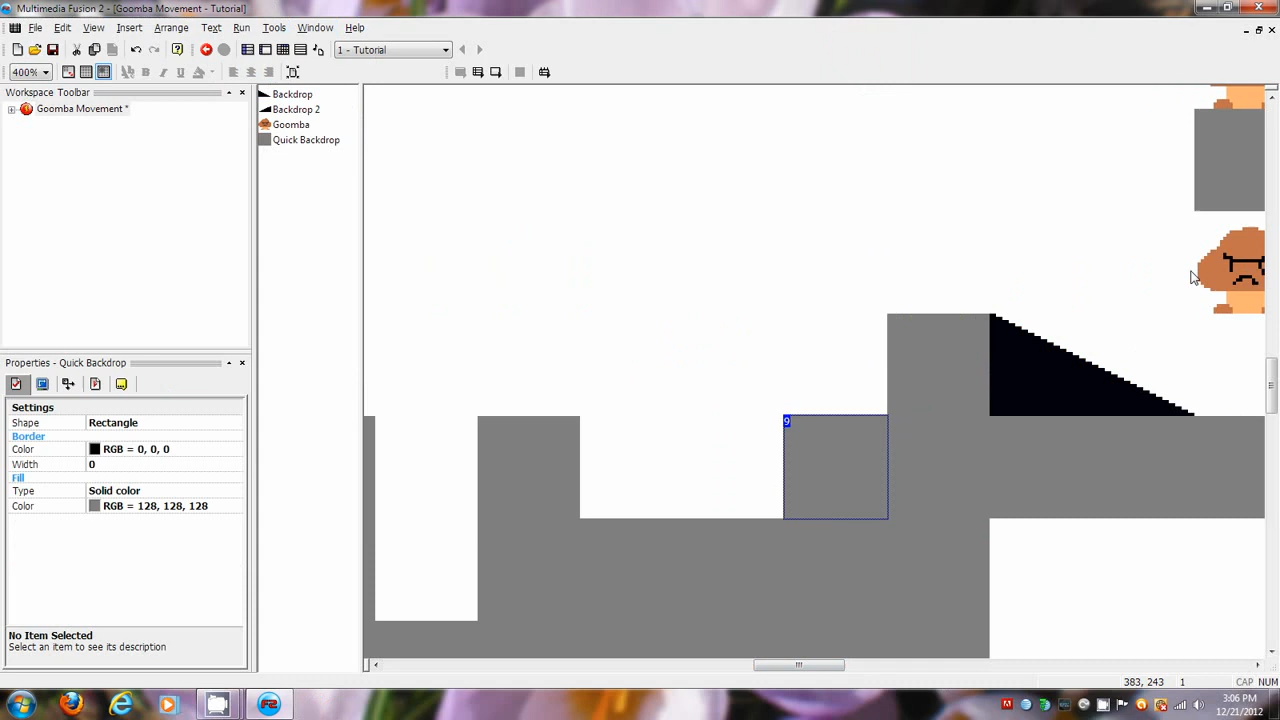 Multimedia Fusion 2 - [Goomba Movement - Tutorial]
File Edit View Insert Arrange Text Run Tools Window Help
1 - Tutorial
400% B I U A
Workspace Toolbar
Goomba Movement *
Backdrop
Backdrop 2
Goomba
Quick Backdrop
Properties - Quick Backdrop
Settings
Shape Rectangle
Border
Color RGB = 0, 0, 0
Width 0
Fill
Type Solid color
Color RGB = 128, 128, 128
No Item Selected
Select an item to see its description
9
383, 243 1 CAP NUM
3:06 PM
12/21/2012